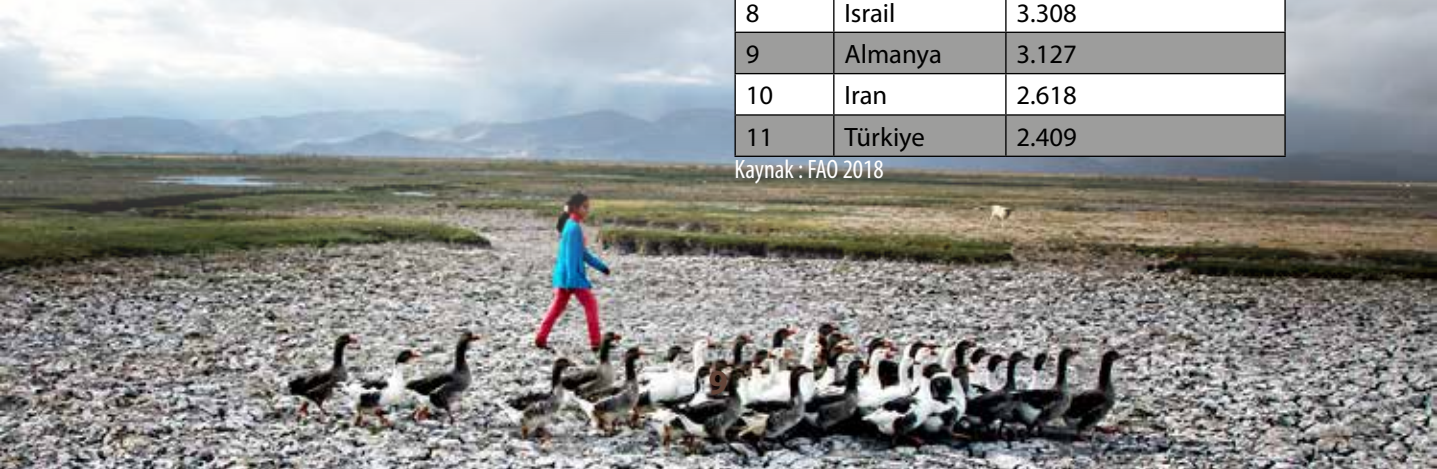 8 Israil 3.308
9 Almanya 3.127
10 Iran 2.618
11 Türkiye 2.409
Kaynak : FAO 2018
9